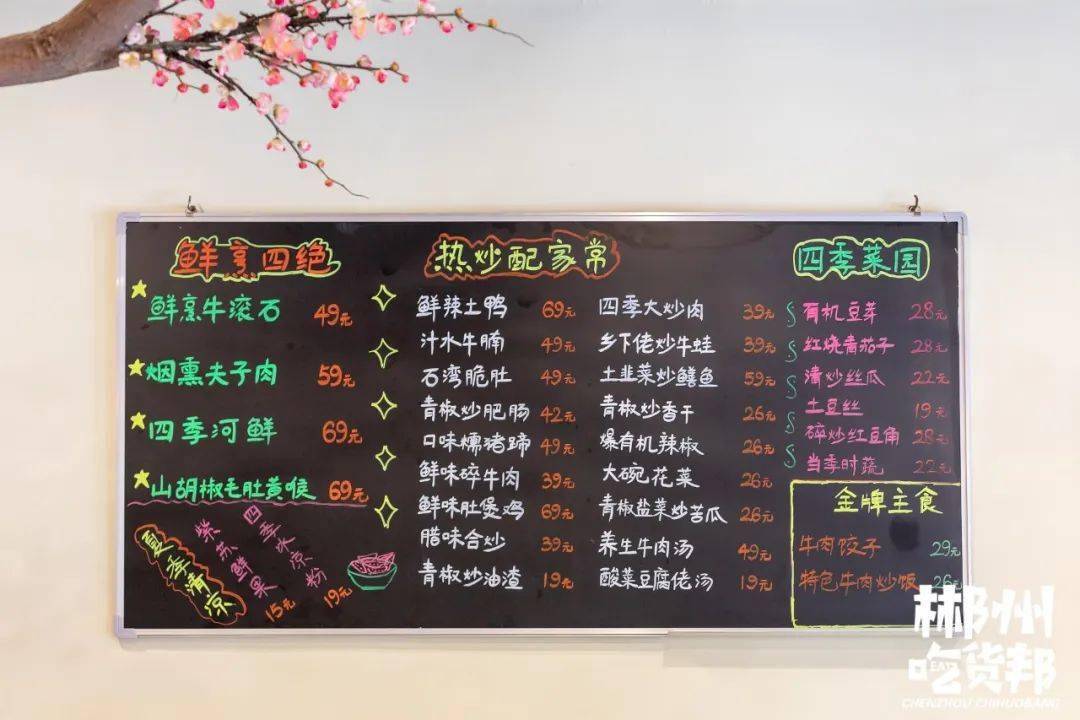 鲜烹四绝
鲜烹牛滚石 49元
烟熏夫子肉 59元
四季河鲜 69元
山胡椒毛肚黄喉 69元
夏季清凉
紫苏鲜果 15元
四季冰凉粉 19元
热炒配家常
鲜辣土鸭 69元
汁水牛腩 49元
石湾脆肚 49元
青椒炒肥肠 42元
口味糯猪蹄 49元
鲜味碎牛肉 39元
鲜味肚煲鸡 69元
腊味合炒 39元
青椒炒油渣 19元
四季大炒肉 39元
乡下佬炒牛蛙 39元
土韭菜炒鳝鱼 59元
青椒炒香干 26元
爆有机辣椒 26元
大碗花菜 26元
青椒盐菜炒苦瓜 26元
养生牛肉汤 49元
酸菜豆腐佬汤 19元
四季菜园
有机豆芽 28元
红烧青茄子 28元
清炒丝瓜 22元
土豆丝 19元
碎炒红豆角 28元
当季时蔬 22元
金牌主食
牛肉饺子 29元
特色牛肉炒饭 26元
郴州
吃货邦
EAT
CHENZHOU CHIHUOBANG